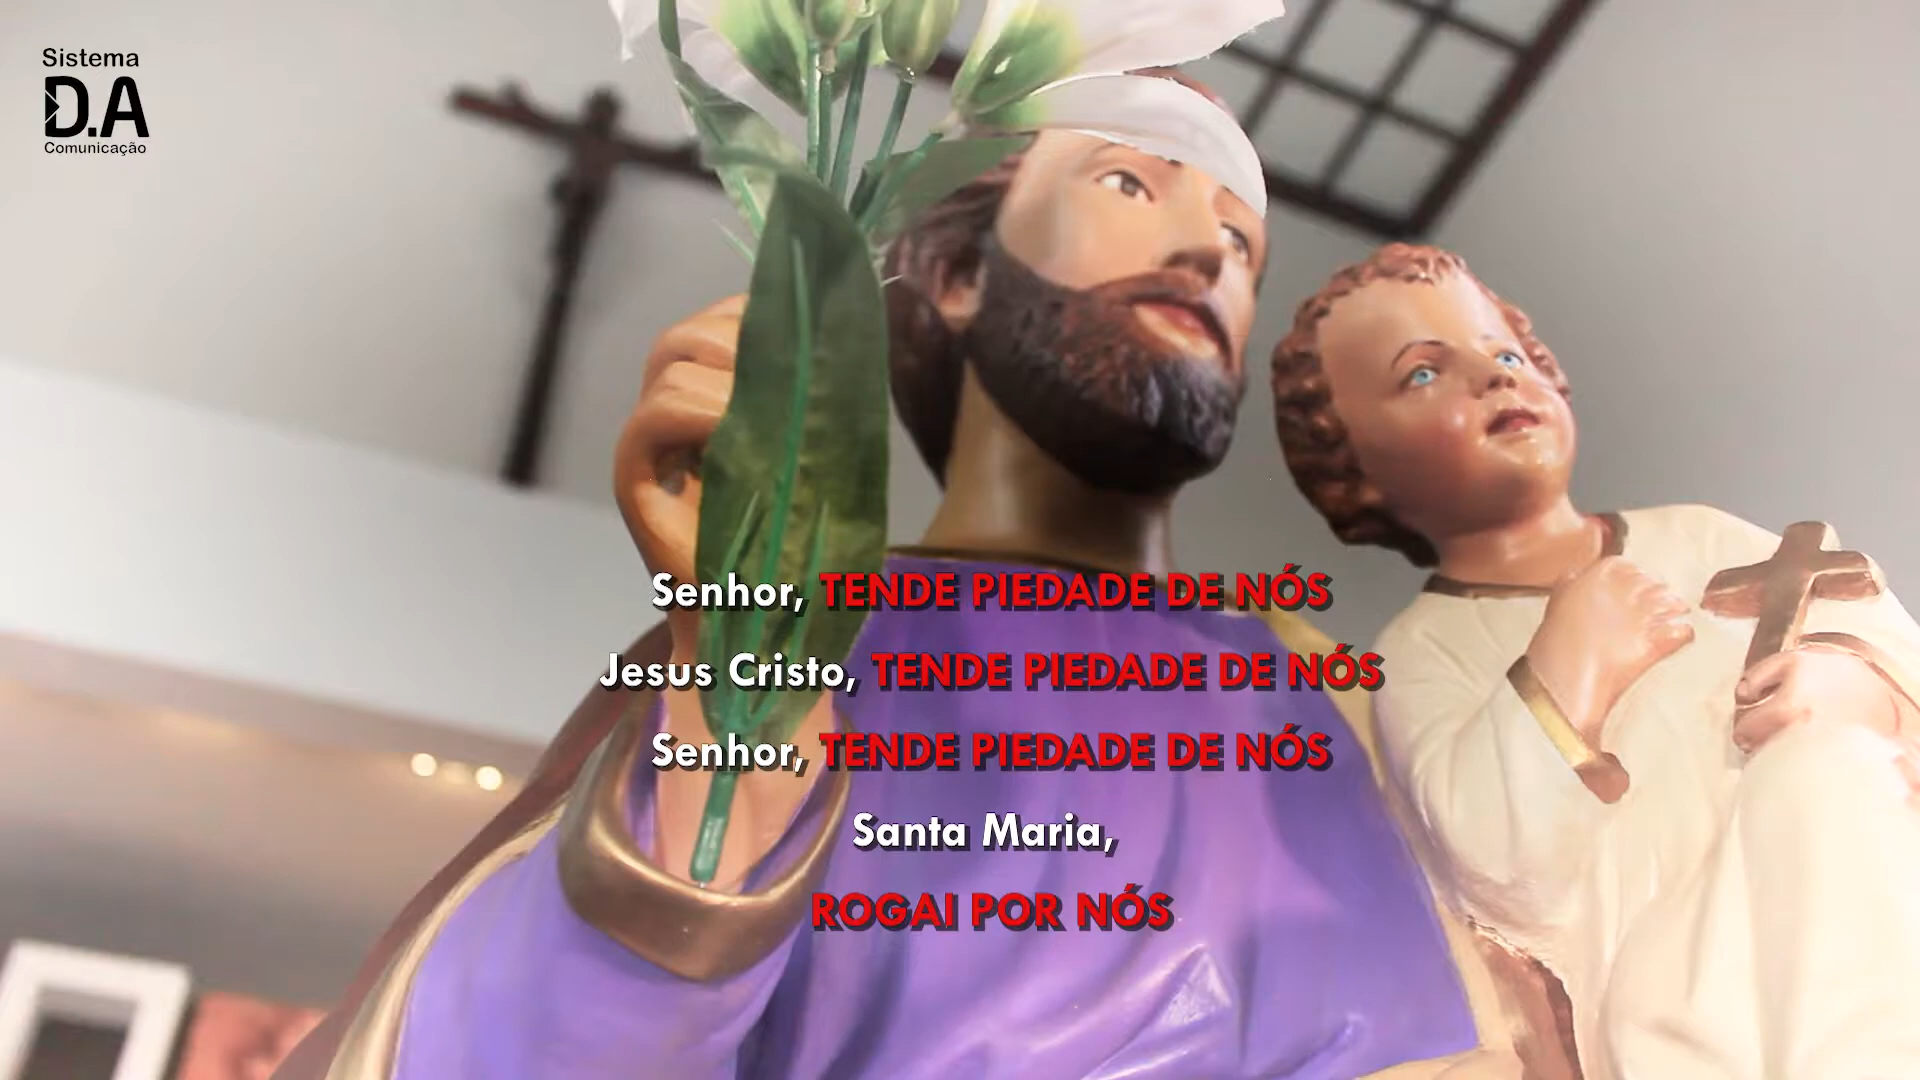 Sistema
D.A
Comunicação
Senhor, TENDE PIEDADE DE NÓS
Jesus Cristo, TENDE PIEDADE DE NÓS
Senhor, TENDE PIEDADE DE NÓS
Santa Maria,
ROGAI POR NÓS